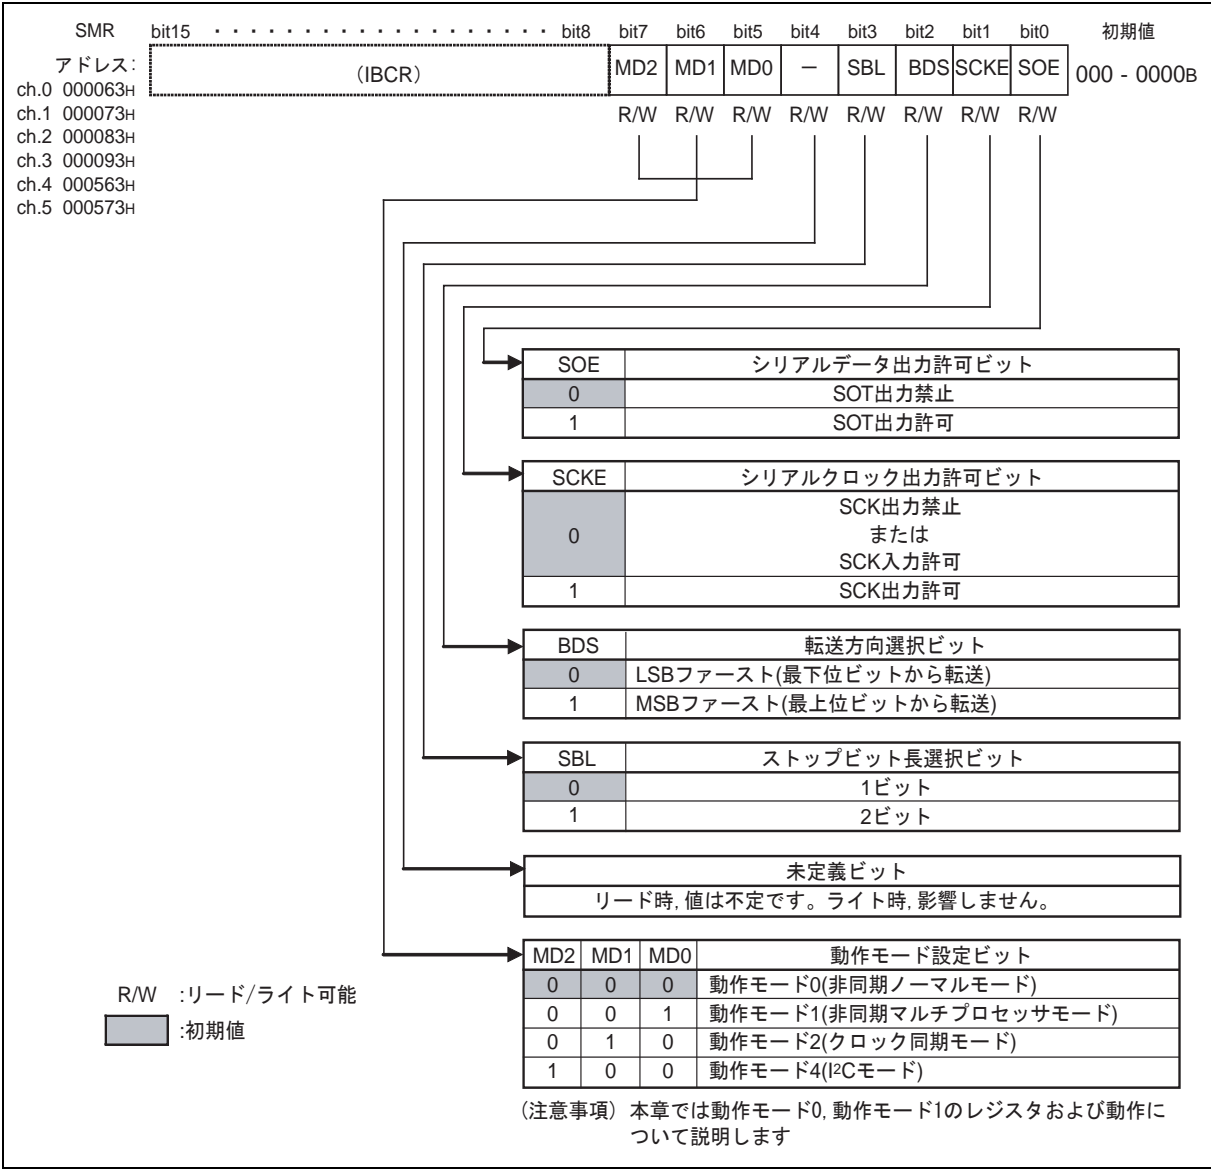 SMR bit15 ・・・・・・・・・・・・・・・・・・・・ bit8 bit7 bit6 bit5 bit4 bit3 bit2 bit1 bit0 初期値
アドレス:
(IBCR) MD2 MD1 MD0 － SBL BDS SCKE SOE 000 - 0000B
ch.0 000063H
ch.1 000073H
R/W R/W R/W R/W R/W R/W R/W R/W
ch.2 000083H
ch.3 000093H
ch.4 000563H
ch.5 000573H
SOE シリアルデータ出力許可ビット
0 SOT出力禁止
1 SOT出力許可
SCKE シリアルクロック出力許可ビット
0 SCK出力禁止
または
SCK入力許可
1 SCK出力許可
BDS 転送方向選択ビット
0 LSBファースト(最下位ビットから転送)
1 MSBファースト(最上位ビットから転送)
SBL ストップビット長選択ビット
0 1ビット
1 2ビット
未定義ビット
リード時,値は不定です。ライト時,影響しません。
MD2 MD1 MD0 動作モード設定ビット
0 0 0 動作モード0(非同期ノーマルモード)
0 0 1 動作モード1(非同期マルチプロセッサモード)
0 1 0 動作モード2(クロック同期モード)
1 0 0 動作モード4(I²Cモード)
R/W :リード/ライト可能
:初期値
(注意事項) 本章では動作モード0,動作モード1のレジスタおよび動作に
ついて説明します